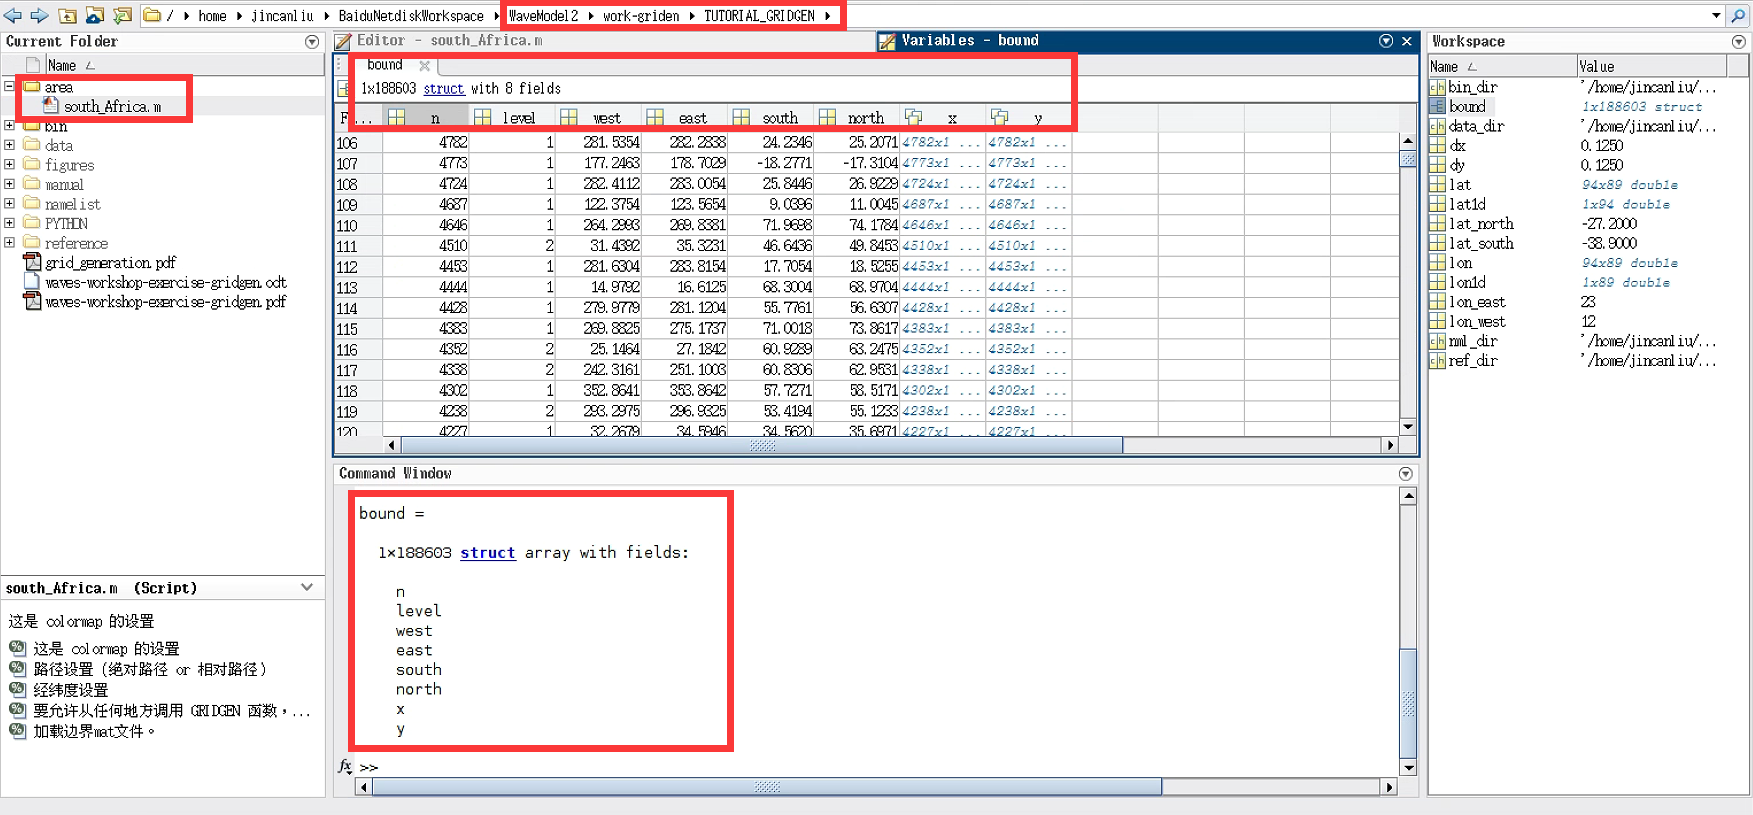 / ▸ home ▸ jincanliu ▸ BaiduNetdiskWorkspace ▸ WaveModel2 ▸ work-griden ▸ TUTORIAL_GRIDGEN ▸
Current Folder
Name
area
south_Africa.m
bin
data
figures
manual
namelist
PYTHON
reference
grid_generation.pdf
waves-workshop-exercise-gridgen.odt
waves-workshop-exercise-gridgen.pdf
south_Africa.m (Script)
这是 colormap 的设置
这是 colormap 的设置
路径设置（绝对路径 or 相对路径）
经纬度设置
要允许从任何地方调用 GRIDGEN 函数，...
加载边界mat文件。
Editor - south_Africa.m
Variables - bound
bound
1x188603 struct with 8 fields
F... n level west east south north x y
106 4782 1 281.5354 282.2838 24.2346 25.2071 4782x1 ... 4782x1 ...
107 4773 1 177.2463 178.7029 -18.2771 -17.3104 4773x1 ... 4773x1 ...
108 4724 1 282.4112 283.0054 25.8446 26.9229 4724x1 ... 4724x1 ...
109 4687 1 122.3754 123.5654 9.0396 11.0045 4687x1 ... 4687x1 ...
110 4646 1 264.2993 269.8381 71.9698 74.1784 4646x1 ... 4646x1 ...
111 4510 2 31.4392 35.3231 46.6436 49.8453 4510x1 ... 4510x1 ...
112 4453 1 281.6304 283.8154 17.7054 18.5255 4453x1 ... 4453x1 ...
113 4444 1 14.9792 16.6125 68.3004 68.9704 4444x1 ... 4444x1 ...
114 4428 1 279.9779 281.1204 55.7761 56.6307 4428x1 ... 4428x1 ...
115 4383 1 269.8825 275.1737 71.0018 73.8617 4383x1 ... 4383x1 ...
116 4352 2 25.1464 27.1842 60.9289 63.2475 4352x1 ... 4352x1 ...
117 4338 2 242.3161 251.1003 60.8306 62.9531 4338x1 ... 4338x1 ...
118 4302 1 352.8641 353.8642 57.7271 58.5171 4302x1 ... 4302x1 ...
119 4238 2 293.2975 296.9325 53.4194 55.1233 4238x1 ... 4238x1 ...
120 4227 1 32.2679 34.5946 34.5620 35.6971 4227x1 ... 4227x1 ...
Command Window
bound =
1×188603 struct array with fields:
n
level
west
east
south
north
x
y
fx >>
Workspace
Name Value
bin_dir '/home/jincanliu/...
bound 1x188603 struct
data_dir '/home/jincanliu/...
dx 0.1250
dy 0.1250
lat 94x89 double
lat1d 1x94 double
lat_north -27.2000
lat_south -38.9000
lon 94x89 double
lon1d 1x89 double
lon_east 23
lon_west 12
nml_dir '/home/jincanliu/...
ref_dir '/home/jincanliu/...